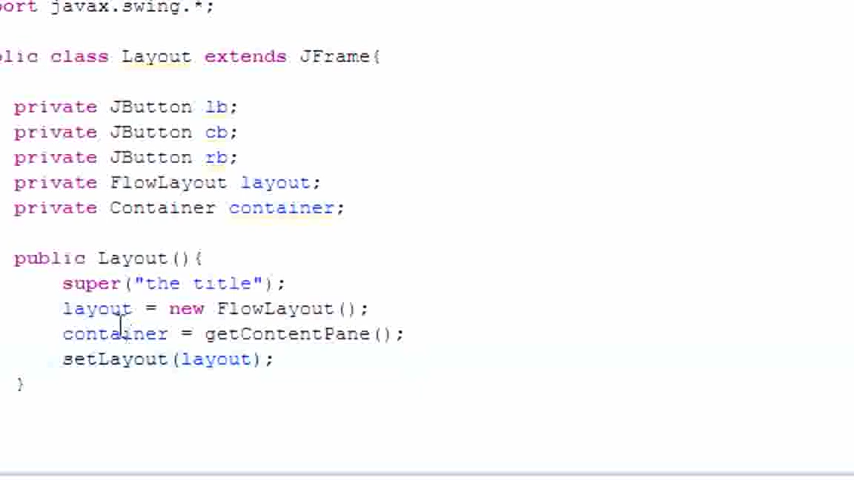 ort javax.swing.*;
lic class Layout extends JFrame{
private JButton lb;
private JButton cb;
private JButton rb;
private FlowLayout layout;
private Container container;
public Layout(){
super("the title");
layout = new FlowLayout();
container = getContentPane();
setLayout(layout);
}